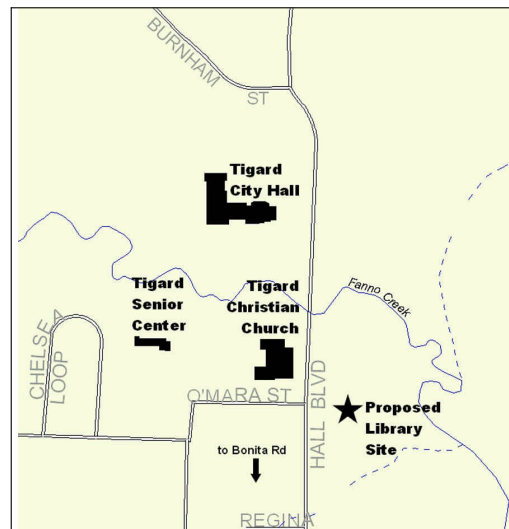 BURNHAM
ST
Tigard
City Hall
Fanno Creek
Tigard
Senior
Center
Tigard
Christian
Church
CHELSEA
LOOP
HALL BLVD
O'MARA ST
Proposed
Library
Site
to Bonita Rd
REGINA